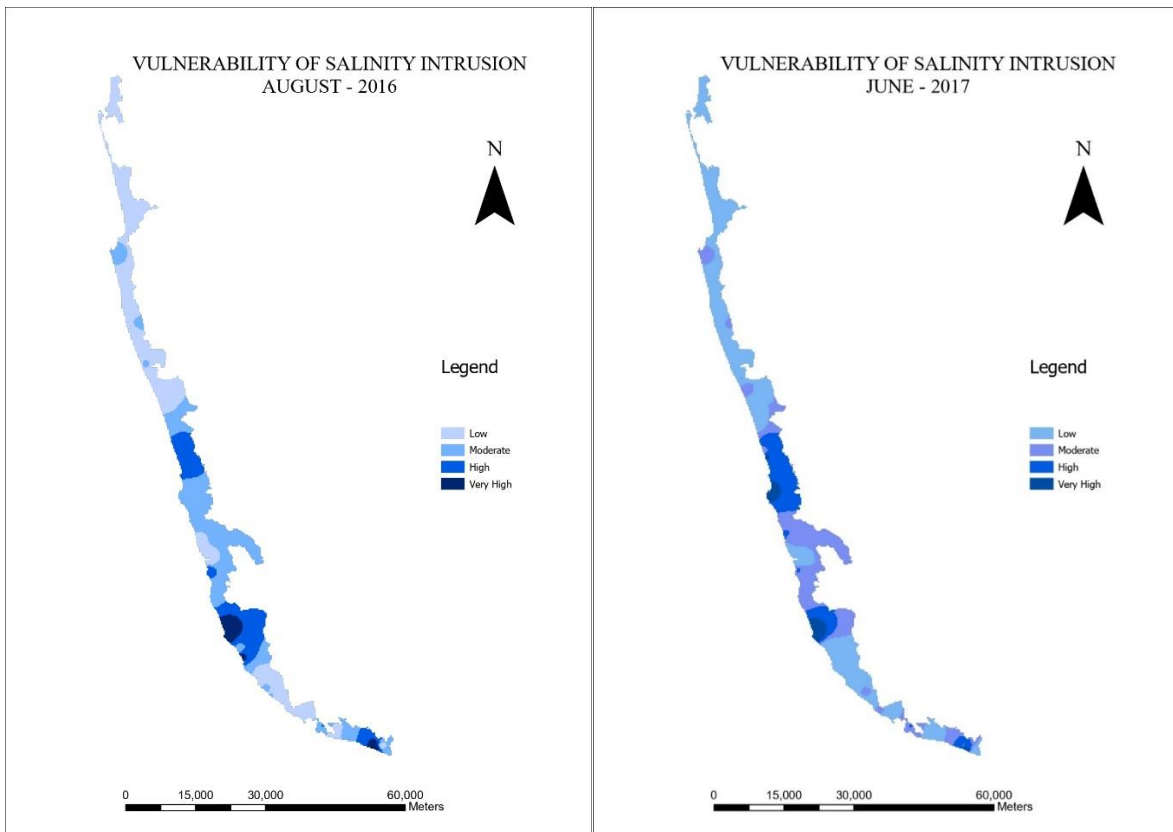 VULNERABILITY OF SALINITY INTRUSION
AUGUST - 2016
N
Legend
Low
Moderate
High
Very High
0 15,000 30,000 60,000
Meters
VULNERABILITY OF SALINITY INTRUSION
JUNE - 2017
N
Legend
Low
Moderate
High
Very High
0 15,000 30,000 60,000
Meters